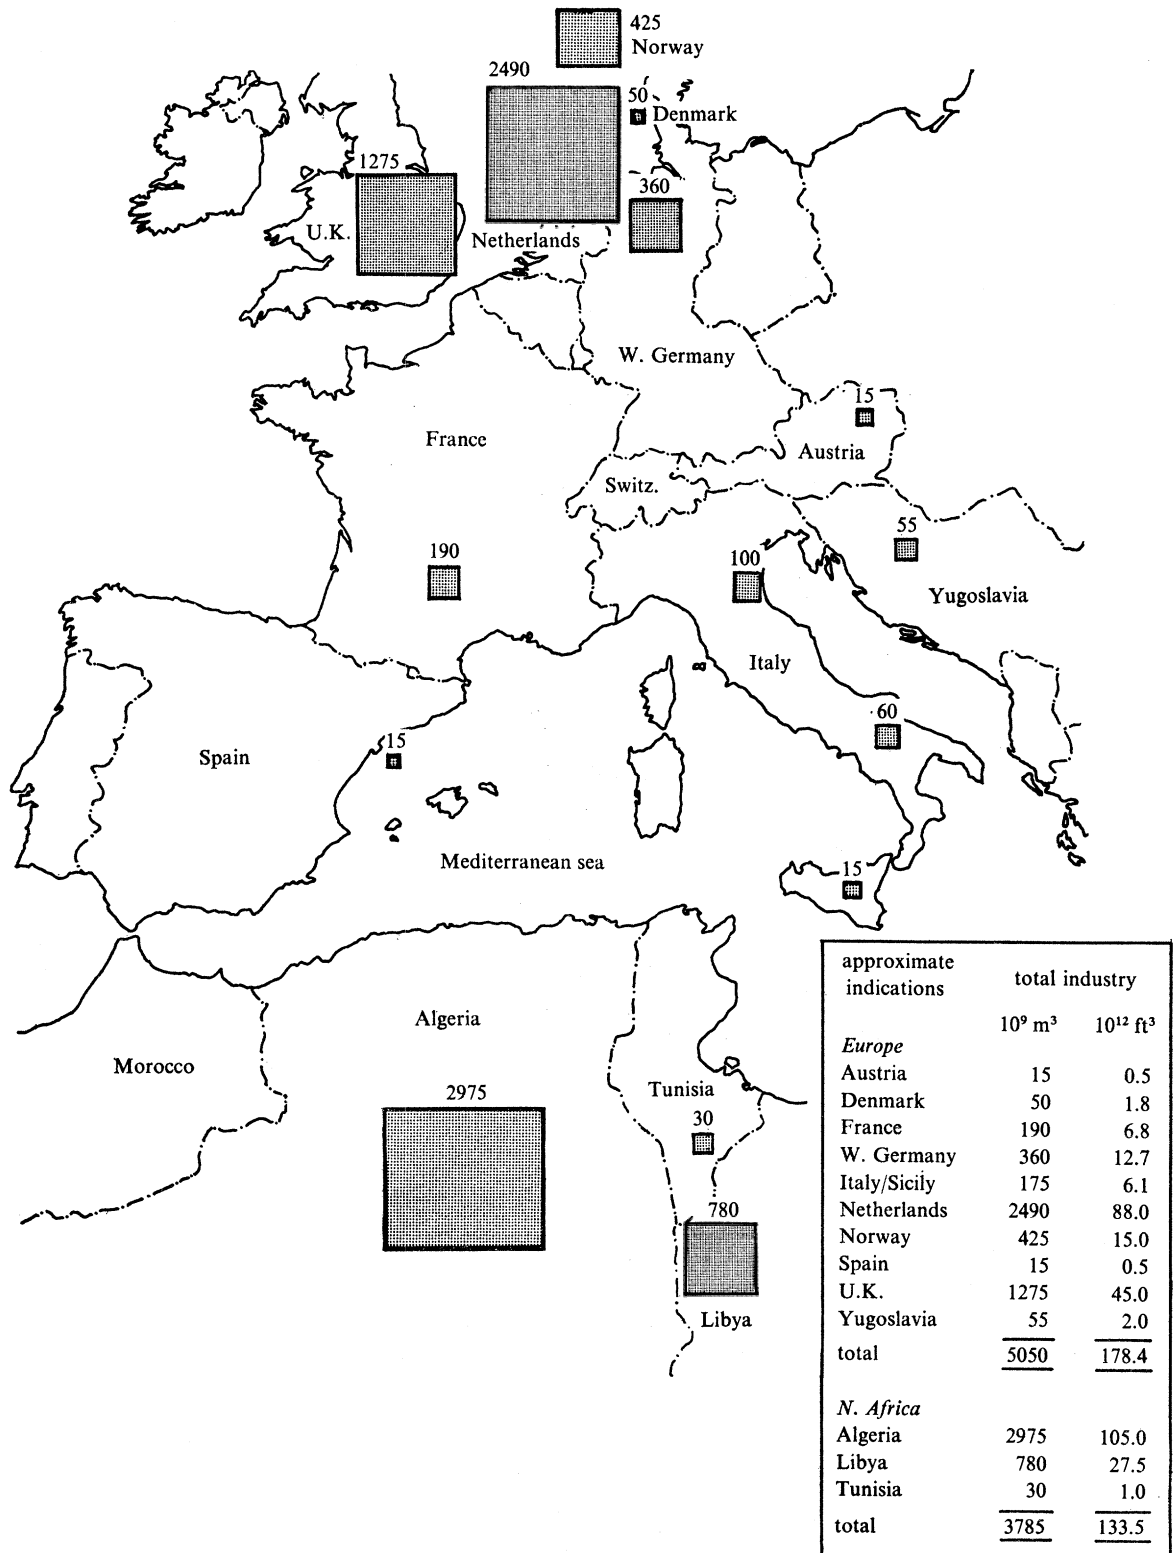 425
Norway
2490
50
Denmark
1275
360
U.K.
Netherlands
W. Germany
15
France
Austria
Switz.
55
190
100
Yugoslavia
Italy
60
15
Spain
Mediterranean sea
15
Algeria
Morocco
Tunisia
2975
30
780
Libya
approximate indications total industry
10⁹ m³ 10¹² ft³
Europe
Austria 15 0.5
Denmark 50 1.8
France 190 6.8
W. Germany 360 12.7
Italy/Sicily 175 6.1
Netherlands 2490 88.0
Norway 425 15.0
Spain 15 0.5
U.K. 1275 45.0
Yugoslavia 55 2.0
total 5050 178.4
N. Africa
Algeria 2975 105.0
Libya 780 27.5
Tunisia 30 1.0
total 3785 133.5